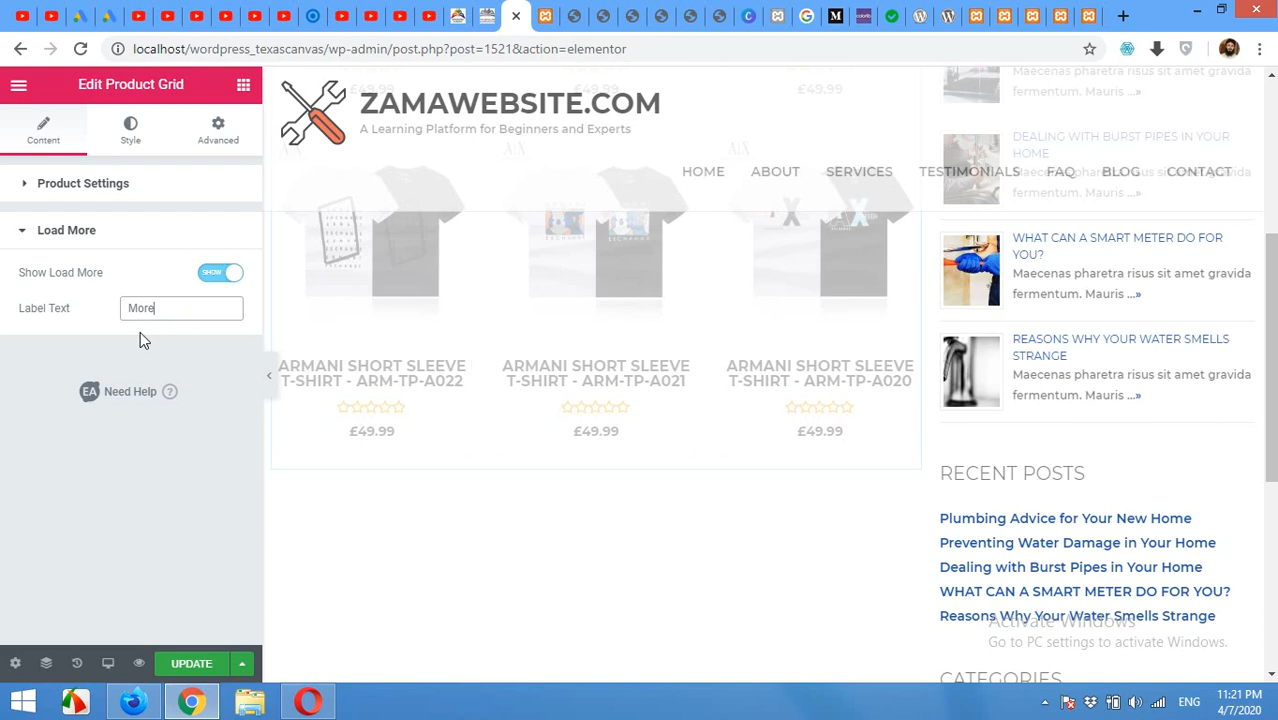 localhost/wordpress_texascanvas/wp-admin/post.php?post=1521&action=elementor
Edit Product Grid
Content
Style
Advanced
Product Settings
Load More
Show Load More
SHOW
Label Text
More
EA
Need Help ?
UPDATE
£49.99
£49.99
£49.99
ZAMAWEBSITE.COM
A Learning Platform for Beginners and Experts
HOME
ABOUT
SERVICES
TESTIMONIALS
FAQ
BLOG
CONTACT
A|X
ARMANI SHORT SLEEVE
T-SHIRT - ARM-TP-A022
£49.99
ARMANI SHORT SLEEVE
T-SHIRT - ARM-TP-A021
£49.99
ARMANI SHORT SLEEVE
T-SHIRT - ARM-TP-A020
£49.99
Maecenas pharetra risus sit amet gravida
fermentum. Mauris ...»
DEALING WITH BURST PIPES IN YOUR
HOME
Maecenas pharetra risus sit amet gravida
fermentum. Mauris ...»
WHAT CAN A SMART METER DO FOR
YOU?
Maecenas pharetra risus sit amet gravida
fermentum. Mauris ...»
REASONS WHY YOUR WATER SMELLS
STRANGE
Maecenas pharetra risus sit amet gravida
fermentum. Mauris ...»
RECENT POSTS
Plumbing Advice for Your New Home
Preventing Water Damage in Your Home
Dealing with Burst Pipes in Your Home
WHAT CAN A SMART METER DO FOR YOU?
Reasons Why Your Water Smells Strange
Activate Windows
Go to PC settings to activate Windows.
CATEGORIES
ENG
11:21 PM
4/7/2020